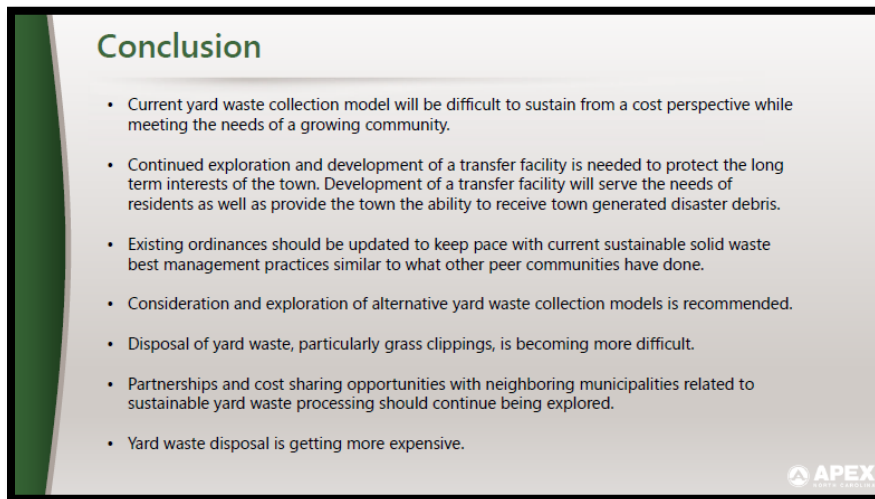 Conclusion
• Current yard waste collection model will be difficult to sustain from a cost perspective while
meeting the needs of a growing community.
• Continued exploration and development of a transfer facility is needed to protect the long
term interests of the town. Development of a transfer facility will serve the needs of
residents as well as provide the town the ability to receive town generated disaster debris.
• Existing ordinances should be updated to keep pace with current sustainable solid waste
best management practices similar to what other peer communities have done.
• Consideration and exploration of alternative yard waste collection models is recommended.
• Disposal of yard waste, particularly grass clippings, is becoming more difficult.
• Partnerships and cost sharing opportunities with neighboring municipalities related to
sustainable yard waste processing should continue being explored.
• Yard waste disposal is getting more expensive.
APEX
NORTH CAROLINA